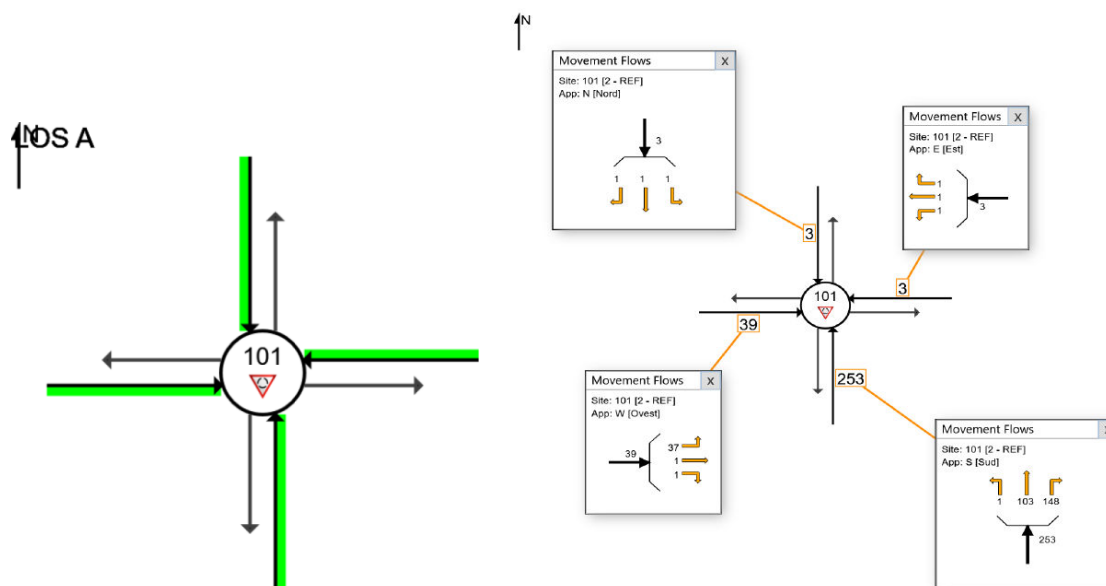 N
LOS A
101
N
Movement Flows X
Site: 101 [2 - REF]
App: N [Nord]
3
1 1 1
Movement Flows X
Site: 101 [2 - REF]
App: E [Est]
1
1
1
3
3
3
101
39
253
Movement Flows X
Site: 101 [2 - REF]
App: W [Ovest]
39
37
1
1
Movement Flows X
Site: 101 [2 - REF]
App: S [Sud]
1 103 148
253